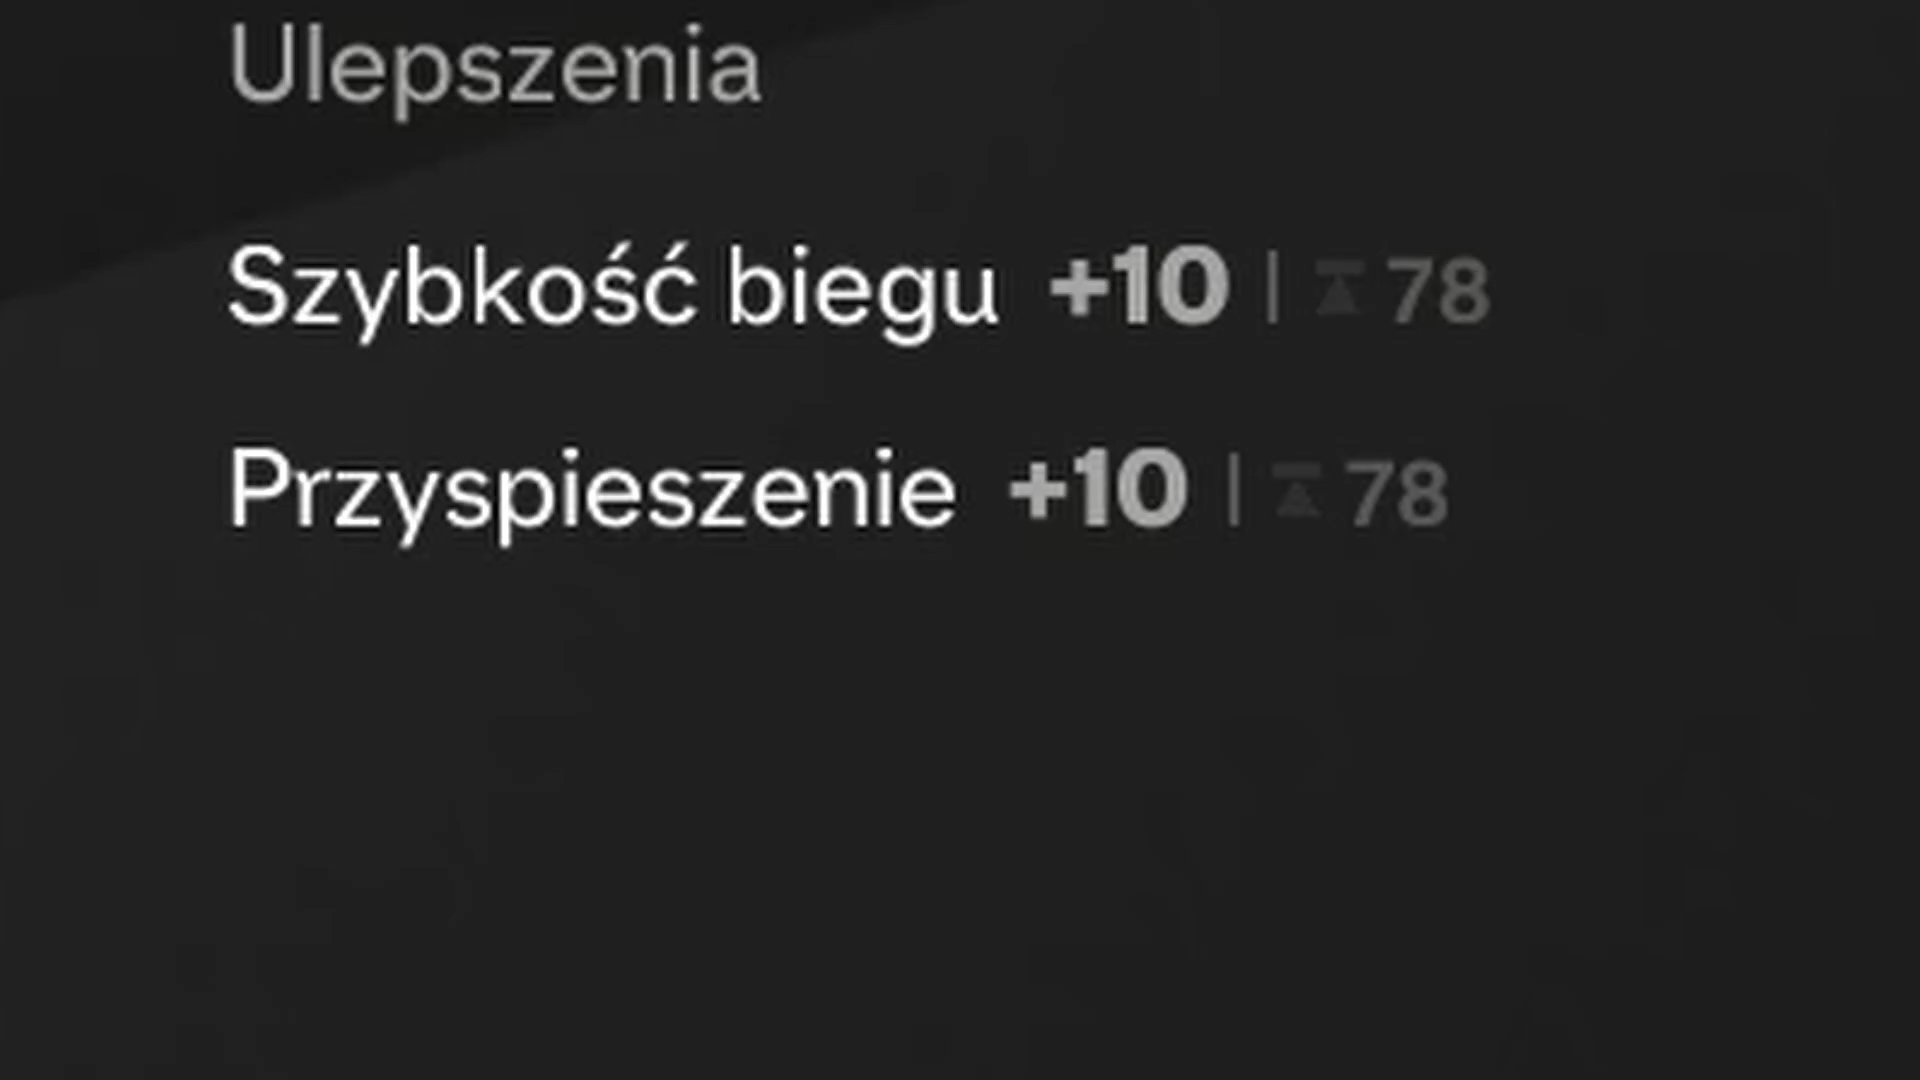 Ulepszenia
Szybkość biegu +10 | 78
Przyspieszenie +10 | 78